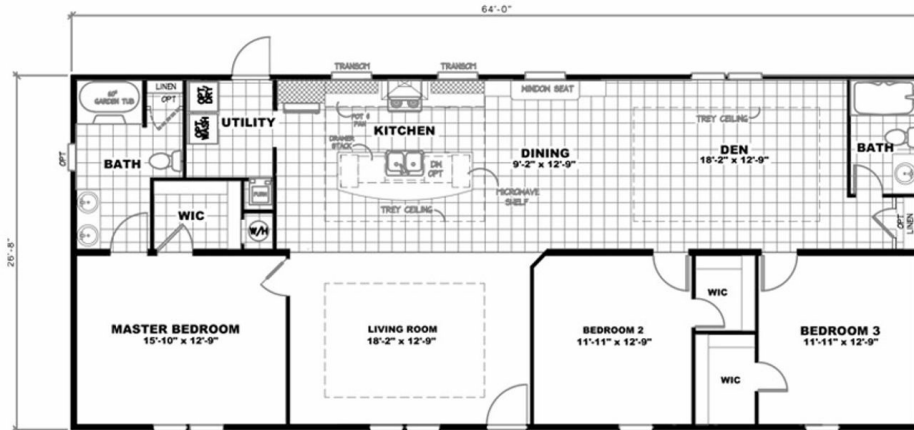 64'-0"
26'-8"
TRANSOM
TRANSOM
60"
GARDEN TUB
LINEN
OPT
OPT
DRY
OPT
WASH
UTILITY
POT &
PAN
KITCHEN
WINDOW SEAT
TREY CEILING
DRAWER
STACK
DW
OPT
DINING
9'-2" x 12'-9"
DEN
18'-2" x 12'-9"
BATH
OPT
BATH
MICROWAVE
SHELF
FURN
WIC
TREY CEILING
W/H
OPT
LINEN
MASTER BEDROOM
15'-10" x 12'-9"
LIVING ROOM
18'-2" x 12'-9"
BEDROOM 2
11'-11" x 12'-9"
WIC
WIC
BEDROOM 3
11'-11" x 12'-9"